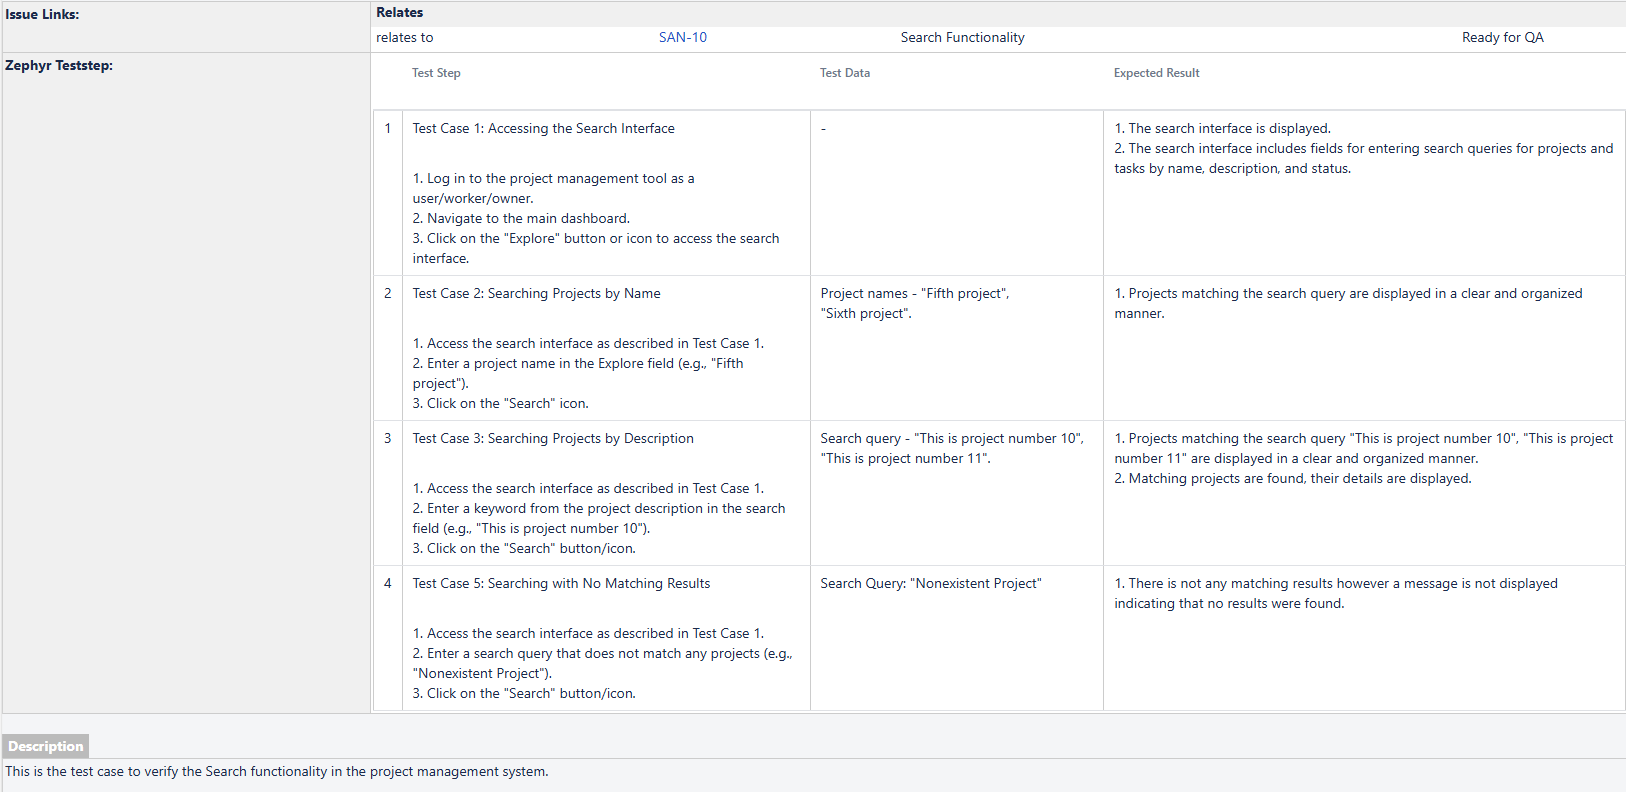 Issue Links:
Relates
relates to SAN-10 Search Functionality Ready for QA
Zephyr Teststep:
Test Step Test Data Expected Result
1
Test Case 1: Accessing the Search Interface
1. Log in to the project management tool as a
user/worker/owner.
2. Navigate to the main dashboard.
3. Click on the "Explore" button or icon to access the search
interface.
-
1. The search interface is displayed.
2. The search interface includes fields for entering search queries for projects and
tasks by name, description, and status.
2
Test Case 2: Searching Projects by Name
1. Access the search interface as described in Test Case 1.
2. Enter a project name in the Explore field (e.g., "Fifth
project").
3. Click on the "Search" icon.
Project names - "Fifth project",
"Sixth project".
1. Projects matching the search query are displayed in a clear and organized
manner.
3
Test Case 3: Searching Projects by Description
1. Access the search interface as described in Test Case 1.
2. Enter a keyword from the project description in the search
field (e.g., "This is project number 10").
3. Click on the "Search" button/icon.
Search query - "This is project number 10",
"This is project number 11".
1. Projects matching the search query "This is project number 10", "This is project
number 11" are displayed in a clear and organized manner.
2. Matching projects are found, their details are displayed.
4
Test Case 5: Searching with No Matching Results
1. Access the search interface as described in Test Case 1.
2. Enter a search query that does not match any projects (e.g.,
"Nonexistent Project").
3. Click on the "Search" button/icon.
Search Query: "Nonexistent Project"
1. There is not any matching results however a message is not displayed
indicating that no results were found.
Description
This is the test case to verify the Search functionality in the project management system.